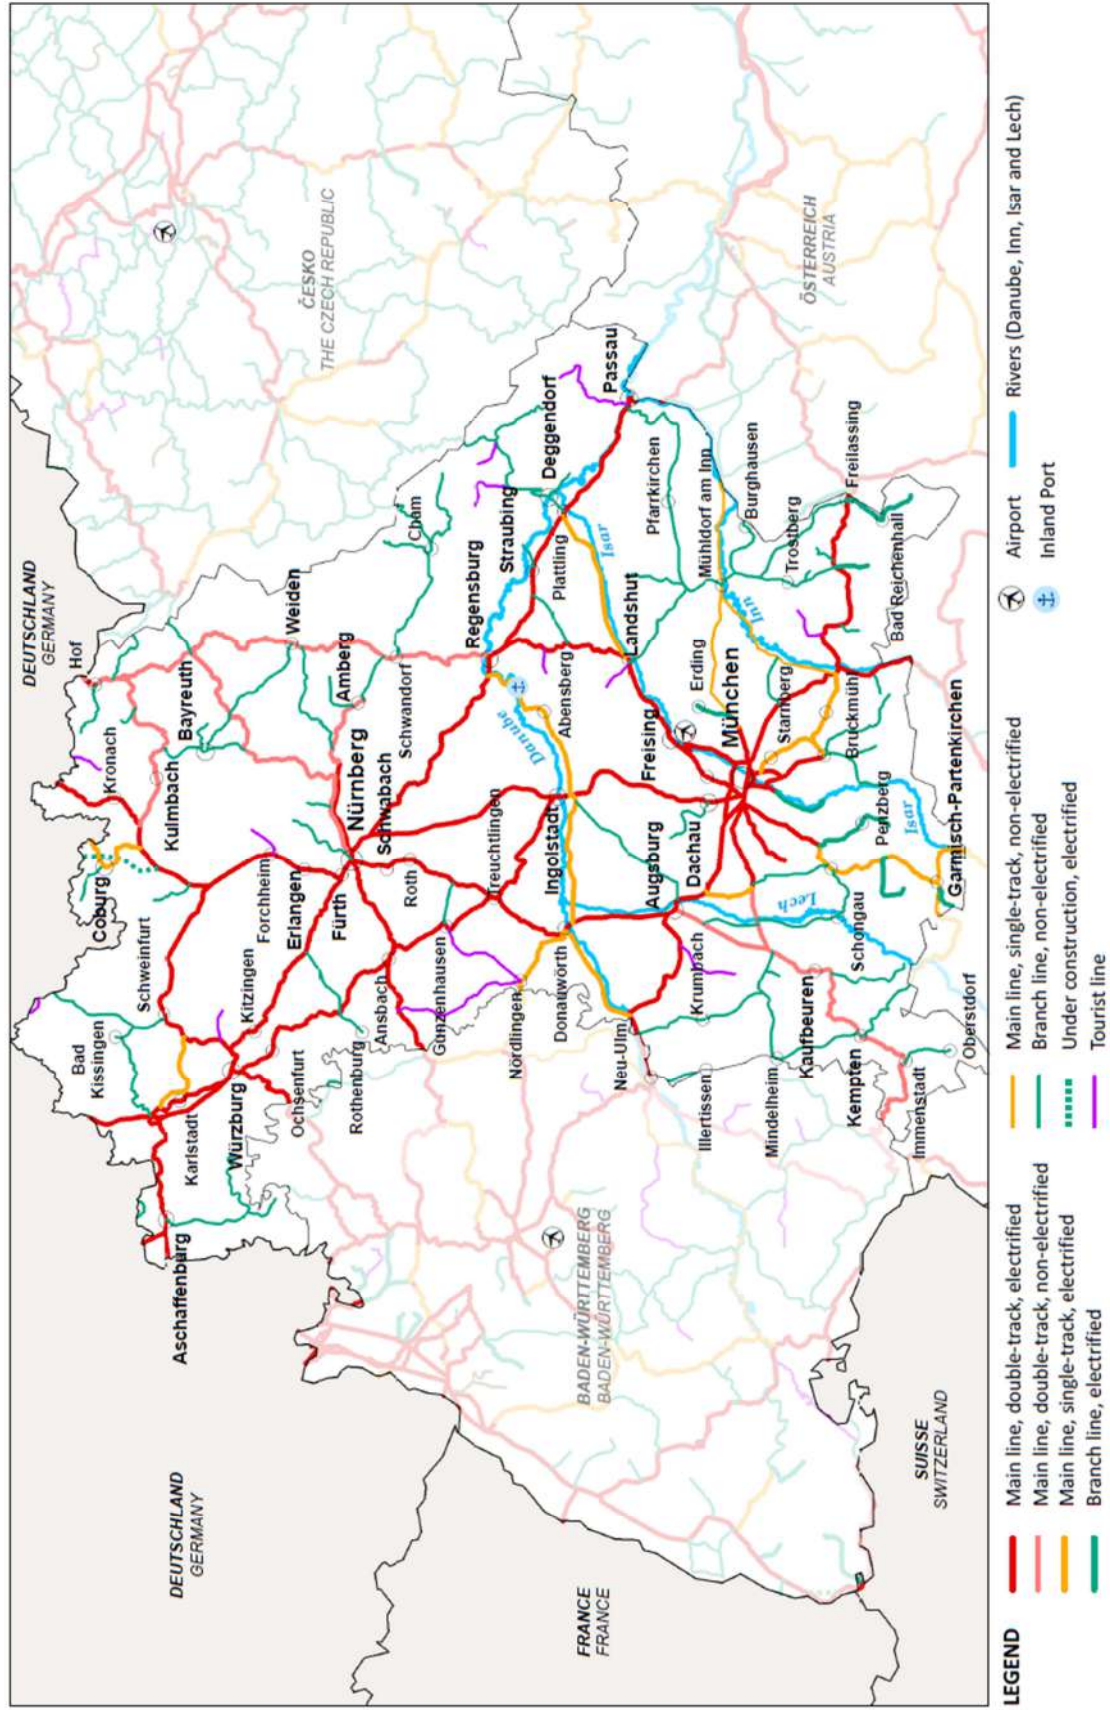 DEUTSCHLAND
GERMANY
DEUTSCHLAND
GERMANY
FRANCE
FRANCE
SUISSE
SWITZERLAND
BADEN-WÜRTTEMBERG
BADEN-WÜRTTEMBERG
ČESKO
THE CZECH REPUBLIC
ÖSTERREICH
AUSTRIA
Hof
Kronach
Coburg
Kulmbach
Bayreuth
Weiden
Bad
Kissingen
Schweinfurt
Karlstadt
Aschaffenburg
Würzburg
Kitzingen
Ochsenfurt
Forchheim
Erlangen
Fürth
Nürnberg
Schwabach
Amberg
Schwandorf
Cham
Rothenburg
Ansbach
Roth
Gunzenhausen
Treuchtlingen
Regensburg
Straubing
Deggendorf
Passau
Plattling
Nördlingen
Donauwörth
Ingolstadt
Danube
Abensberg
Isar
Landshut
Pfarrkirchen
Neu-Ulm
Augsburg
Freising
Dachau
Erding
Mühldorf am Inn
Burghausen
Krumbach
Illertissen
München
Inn
Starnberg
Trostberg
Freilassing
Mindelheim
Lech
Kaufbeuren
Schongau
Penzberg
Bruckmühl
Bad Reichenhall
Kempten
Isar
Immenstadt
Oberstdorf
Garmisch-Partenkirchen
LEGEND
Main line, double-track, electrified
Main line, double-track, non-electrified
Main line, single-track, electrified
Branch line, electrified
Main line, single-track, non-electrified
Branch line, non-electrified
Under construction, electrified
Tourist line
Airport
Inland Port
Rivers (Danube, Inn, Isar and Lech)